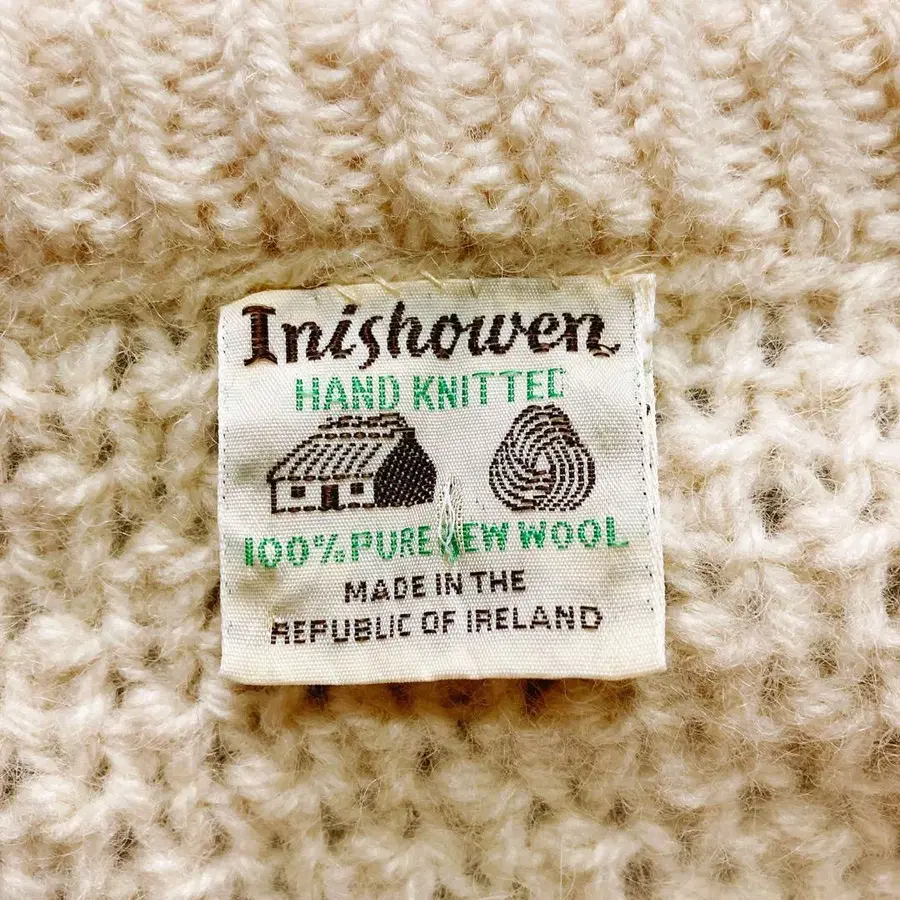 Inishowen
HAND KNITTED
100% PURE NEW WOOL
MADE IN THE
REPUBLIC OF IRELAND